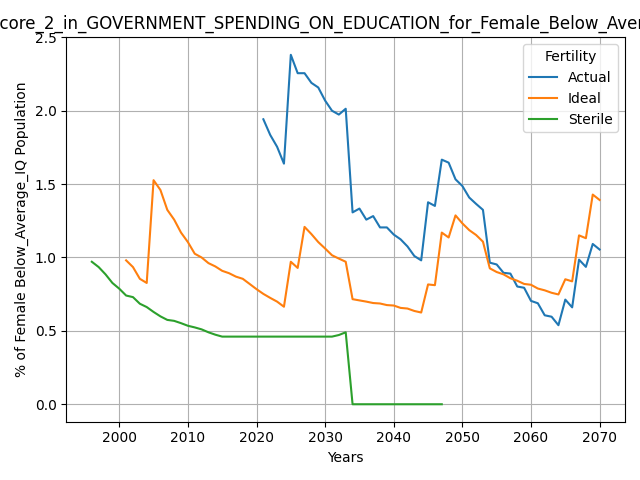 core_2_in_GOVERNMENT_SPENDING_ON_EDUCATION_for_Female_Below_Aver
2.5
2.0
1.5
1.0
0.5
0.0
% of Female Below_Average_IQ Population
Fertility
Actual
Ideal
Sterile
2000 2010 2020 2030 2040 2050 2060 2070
Years